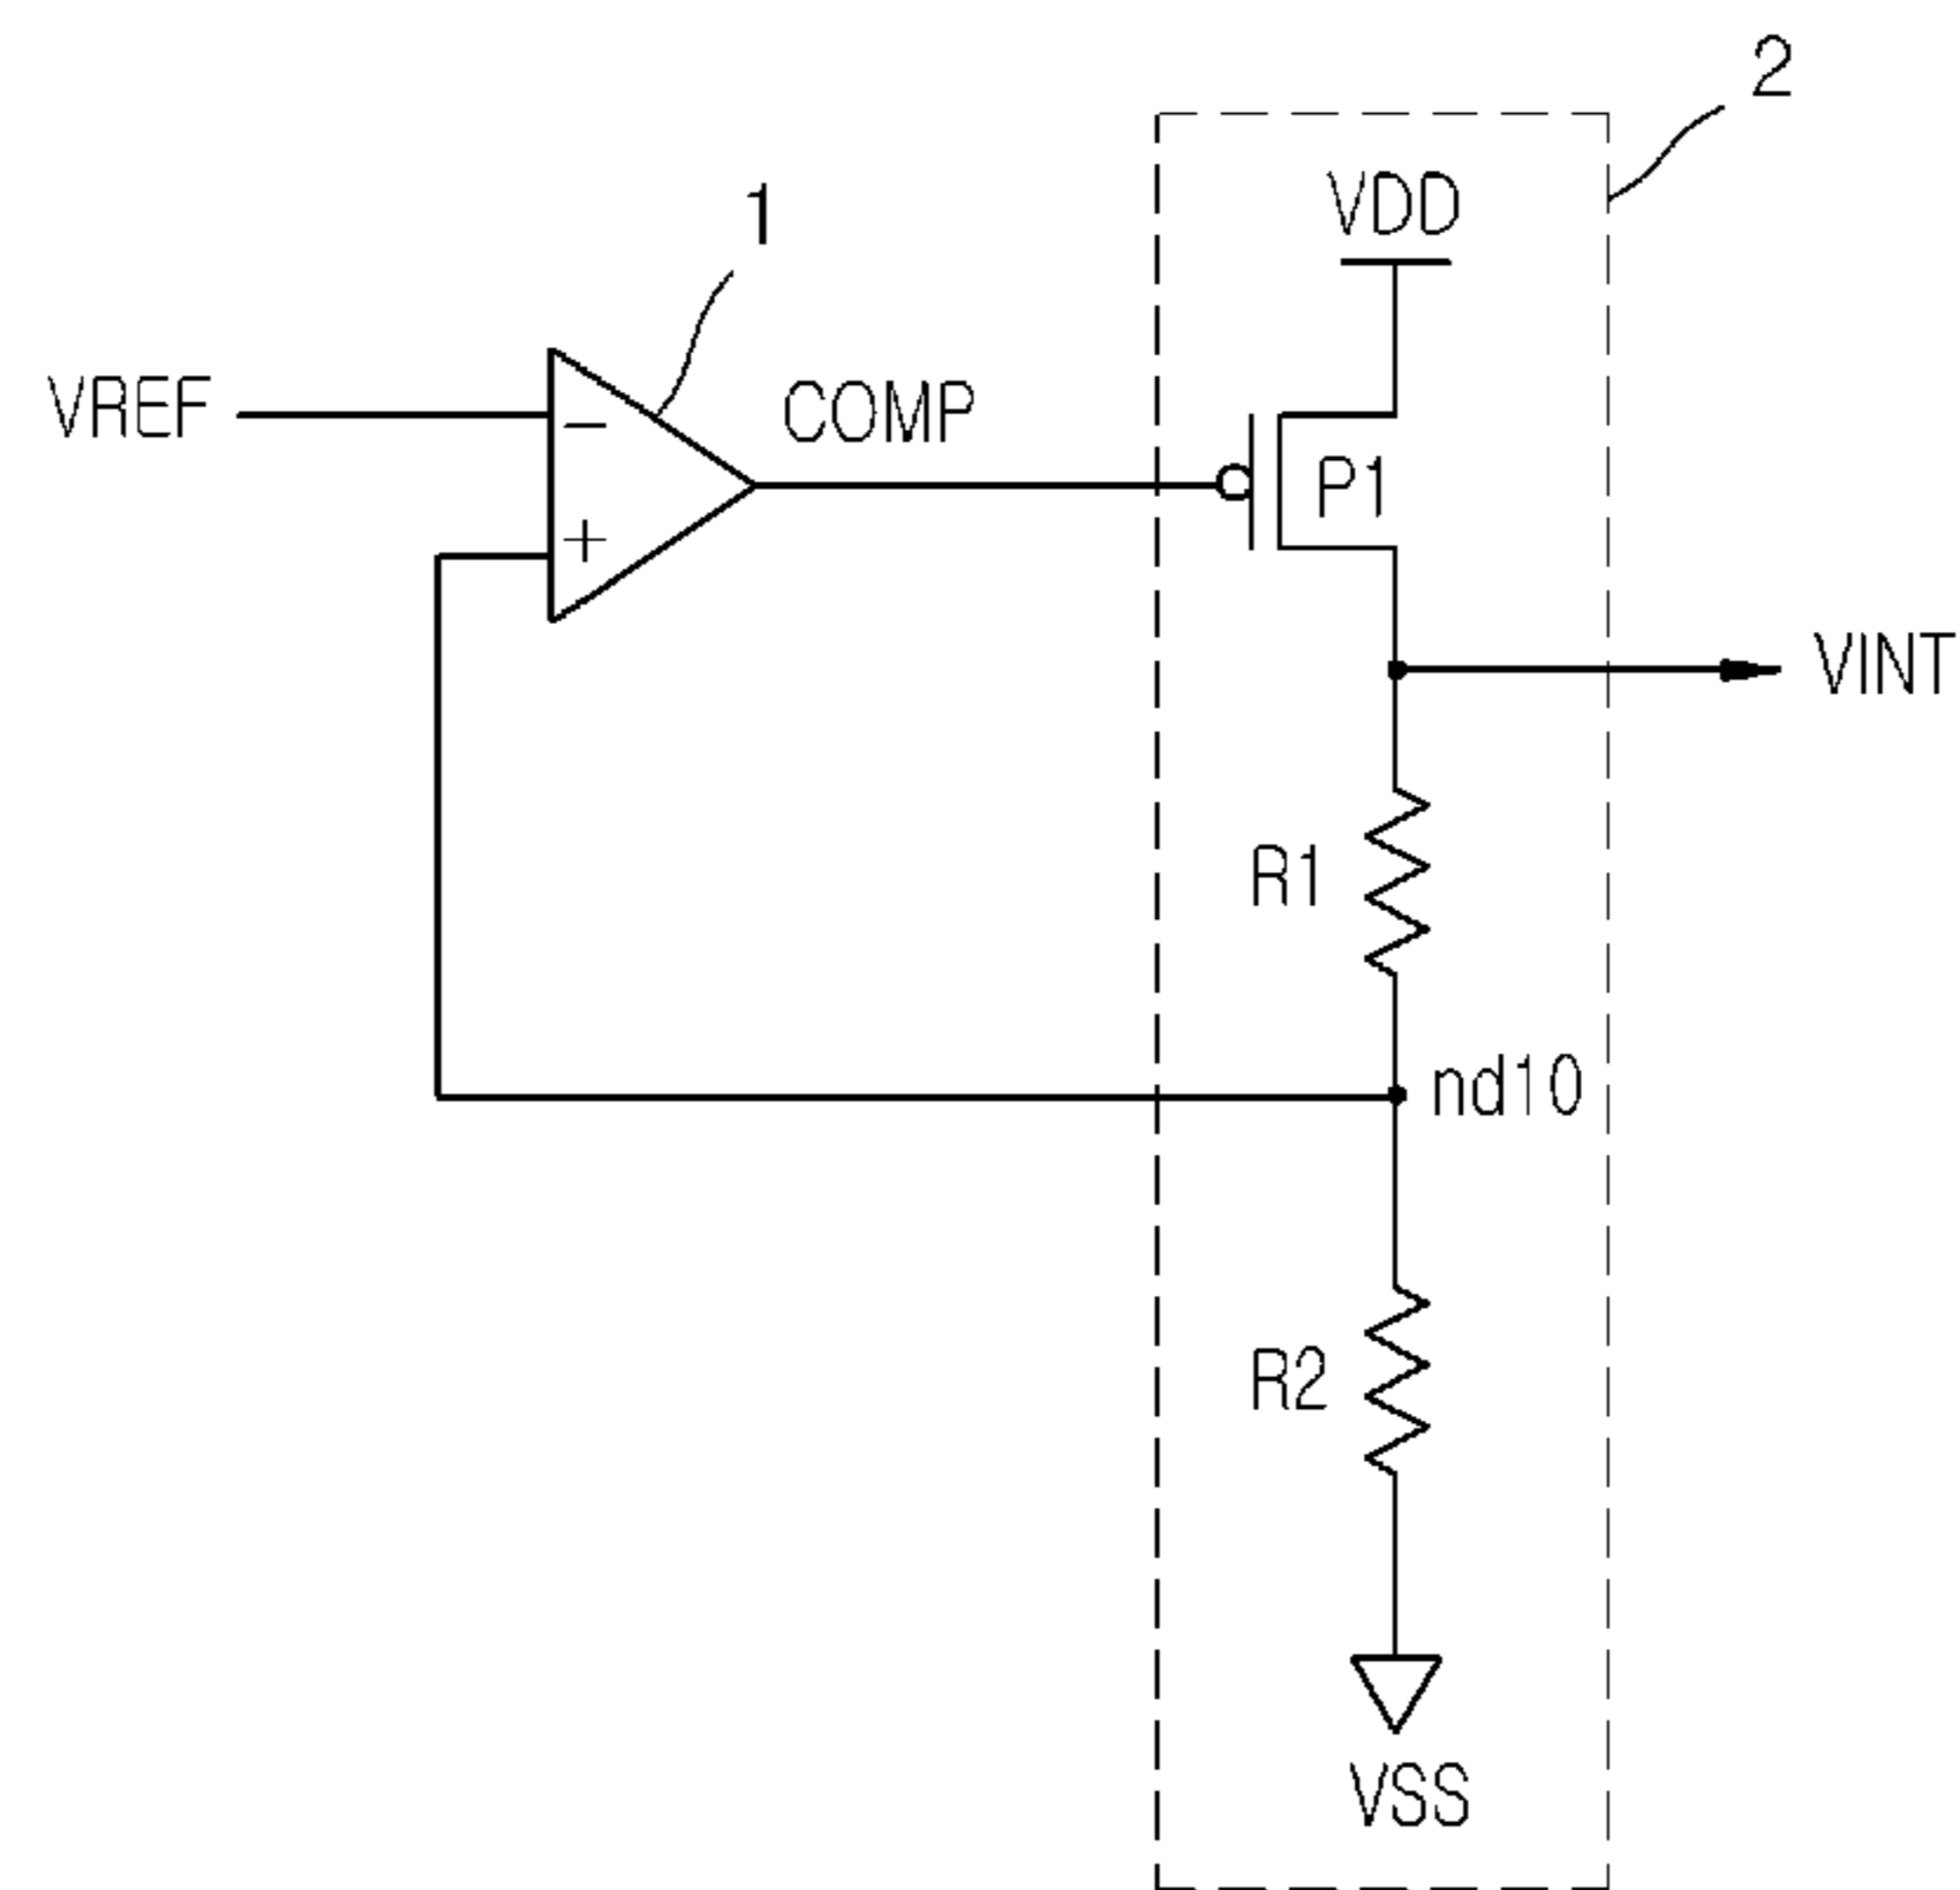 2
VDD
1
VREF
−
COMP
P1
+
VINT
R1
nd10
R2
VSS